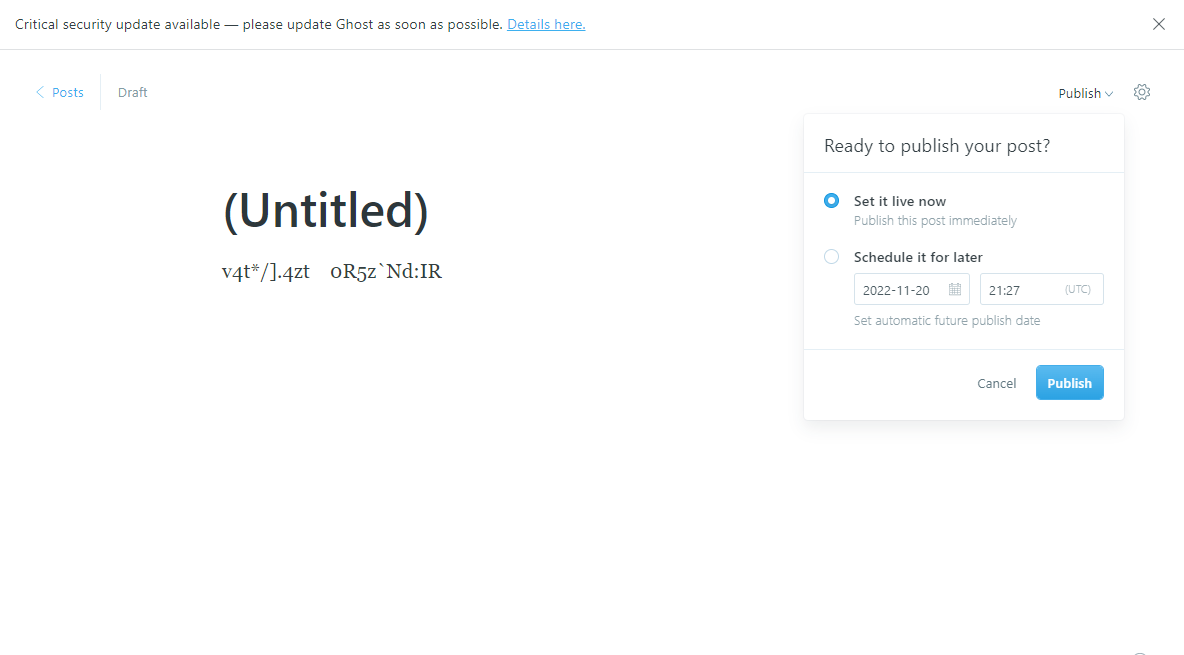 Critical security update available — please update Ghost as soon as possible. Details here.
Posts
Draft
Publish
Ready to publish your post?
Set it live now
Publish this post immediately
Schedule it for later
2022-11-20
21:27 (UTC)
Set automatic future publish date
Cancel Publish
(Untitled)
v4t*/].4zt oR5z`Nd:IR